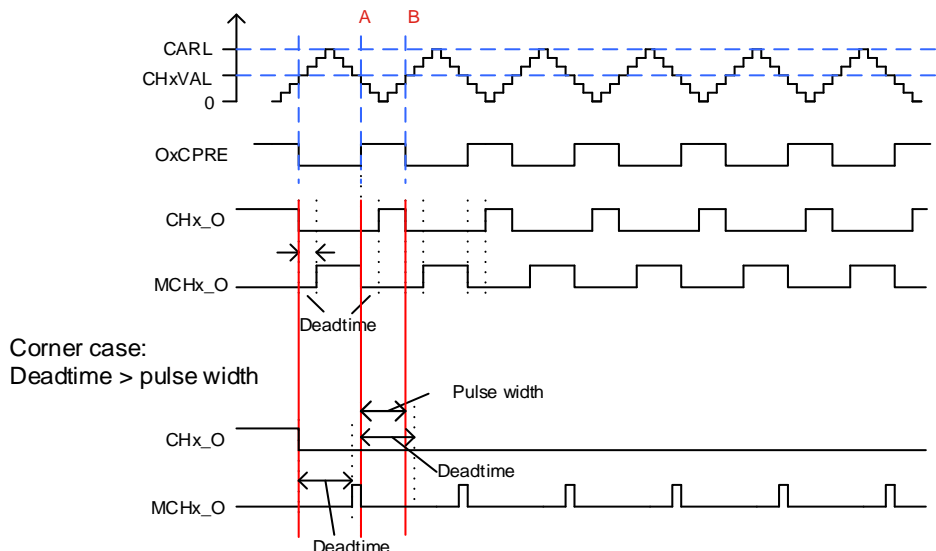 A B
CARL
CHxVAL
0
OxCPRE
CHx_O
MCHx_O
Deadtime
Corner case:
Deadtime > pulse width
Pulse width
CHx_O
Deadtime
MCHx_O
Deadtime